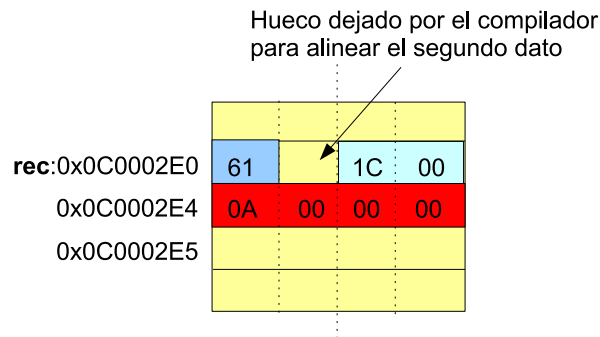 Hueco dejado por el compilador
para alinear el segundo dato
rec:0x0C0002E0 61 1C 00
0x0C0002E4 0A 00 00 00
0x0C0002E5